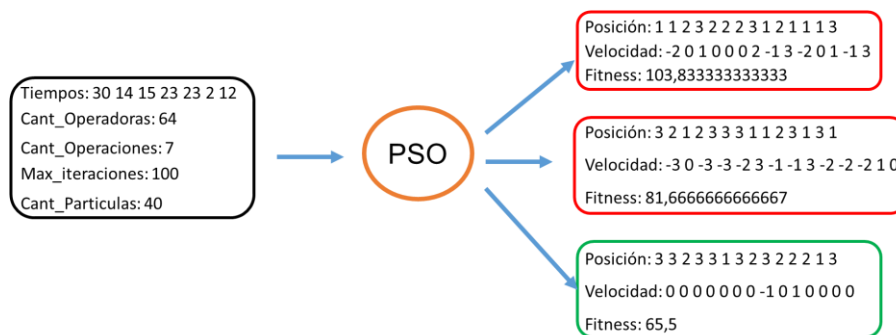 Tiempos: 30 14 15 23 23 2 12
Cant_Operadoras: 64
Cant_Operaciones: 7
Max_iteraciones: 100
Cant_Particulas: 40
PSO
Posición: 1 1 2 3 2 2 2 3 1 2 1 1 1 3
Velocidad: -2 0 1 0 0 0 2 -1 3 -2 0 1 -1 3
Fitness: 103,833333333333
Posición: 3 2 1 2 3 3 3 1 1 2 3 1 3 1
Velocidad: -3 0 -3 -3 -2 3 -1 -1 3 -2 -2 -2 1 0
Fitness: 81,6666666666667
Posición: 3 3 2 3 3 1 3 2 3 2 2 2 1 3
Velocidad: 0 0 0 0 0 0 0 -1 0 1 0 0 0 0
Fitness: 65,5